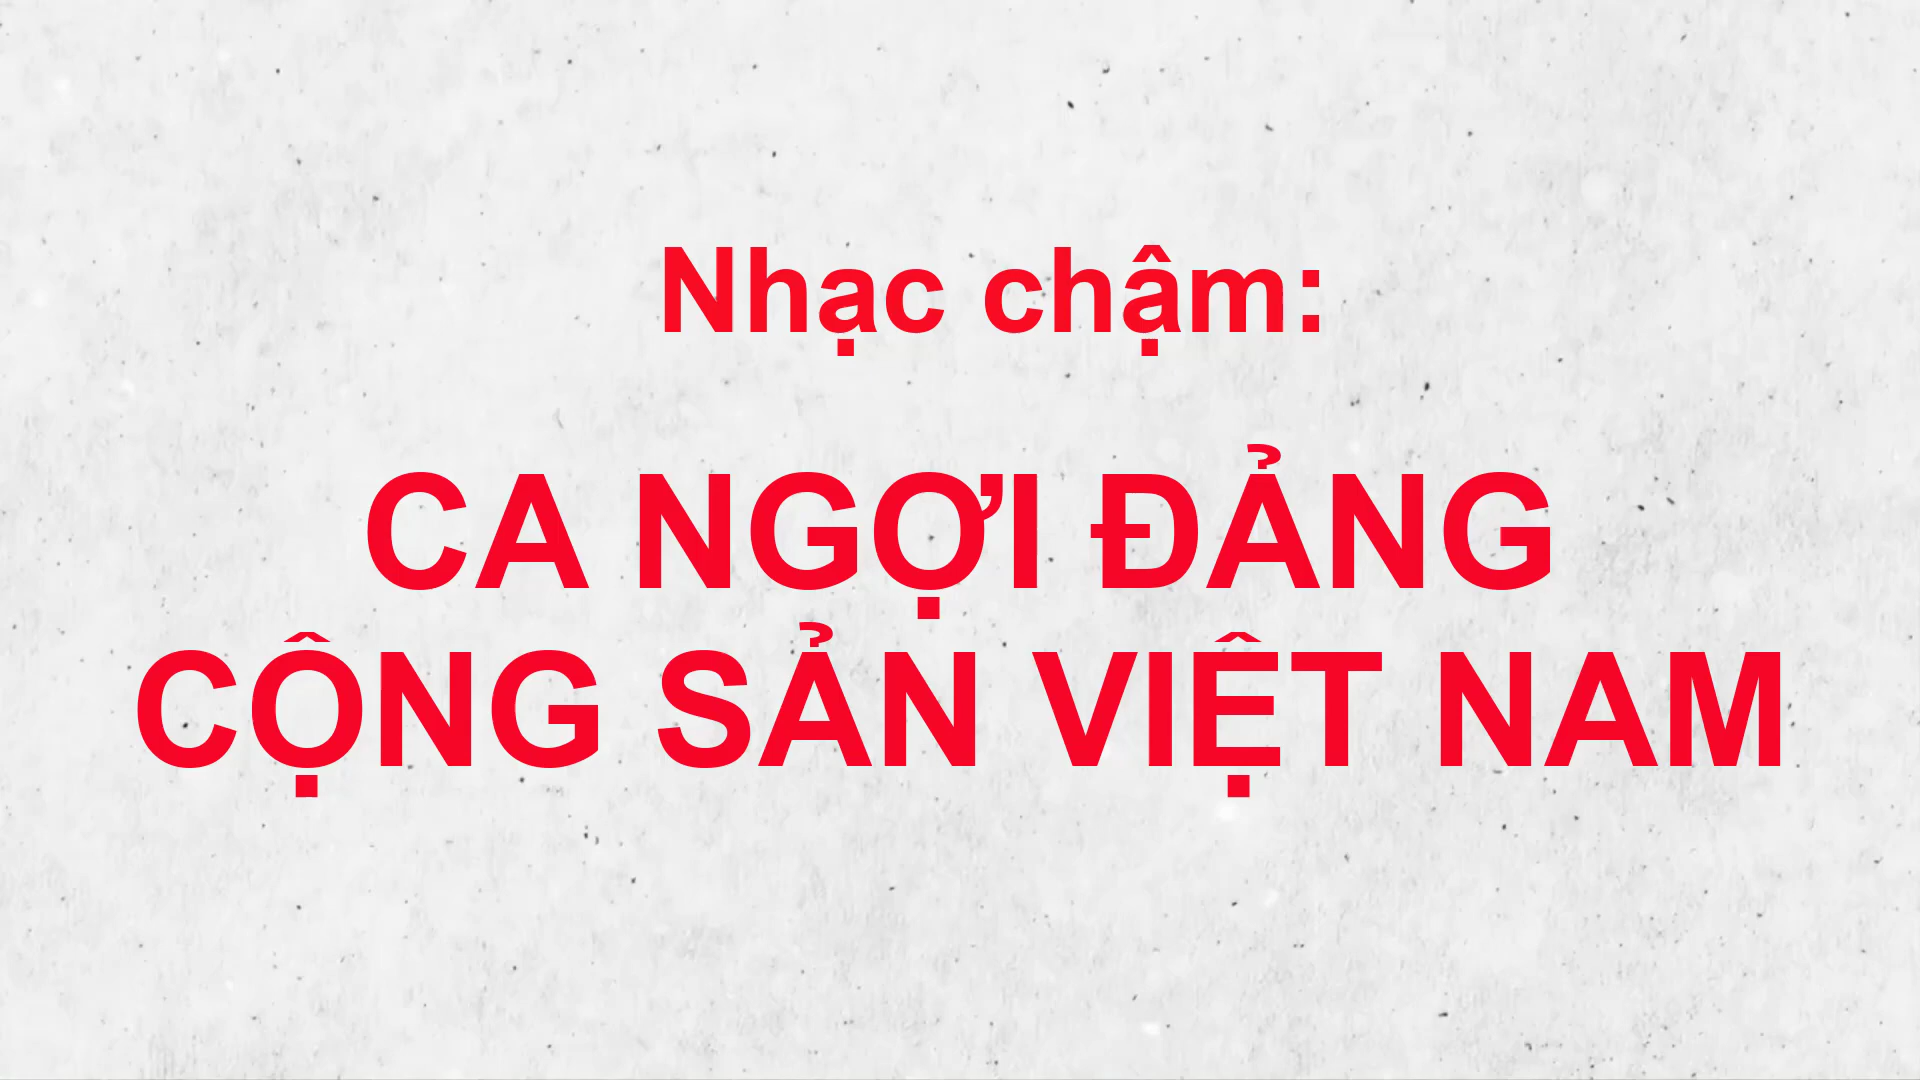 Nhạc chậm:
CA NGỢI ĐẢNG
CỘNG SẢN VIỆT NAM